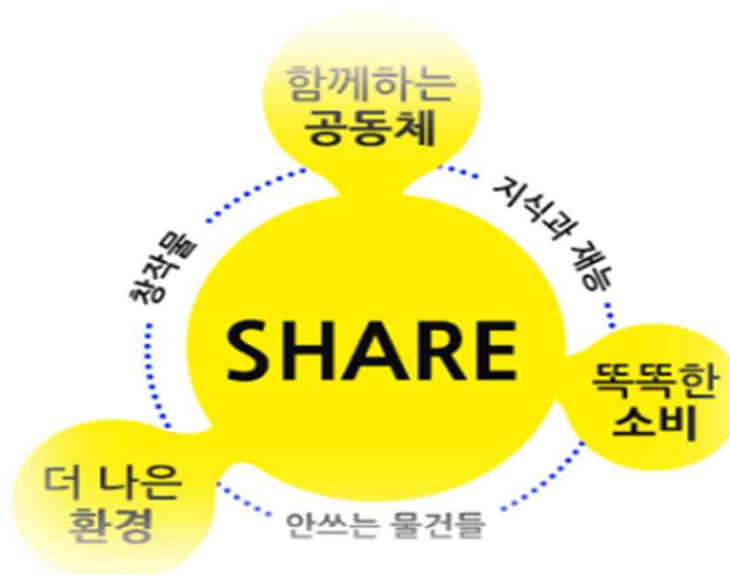 함께하는
공동체
지식과 재능
창작물
SHARE
똑똑한
소비
더 나은
환경
안쓰는 물건들